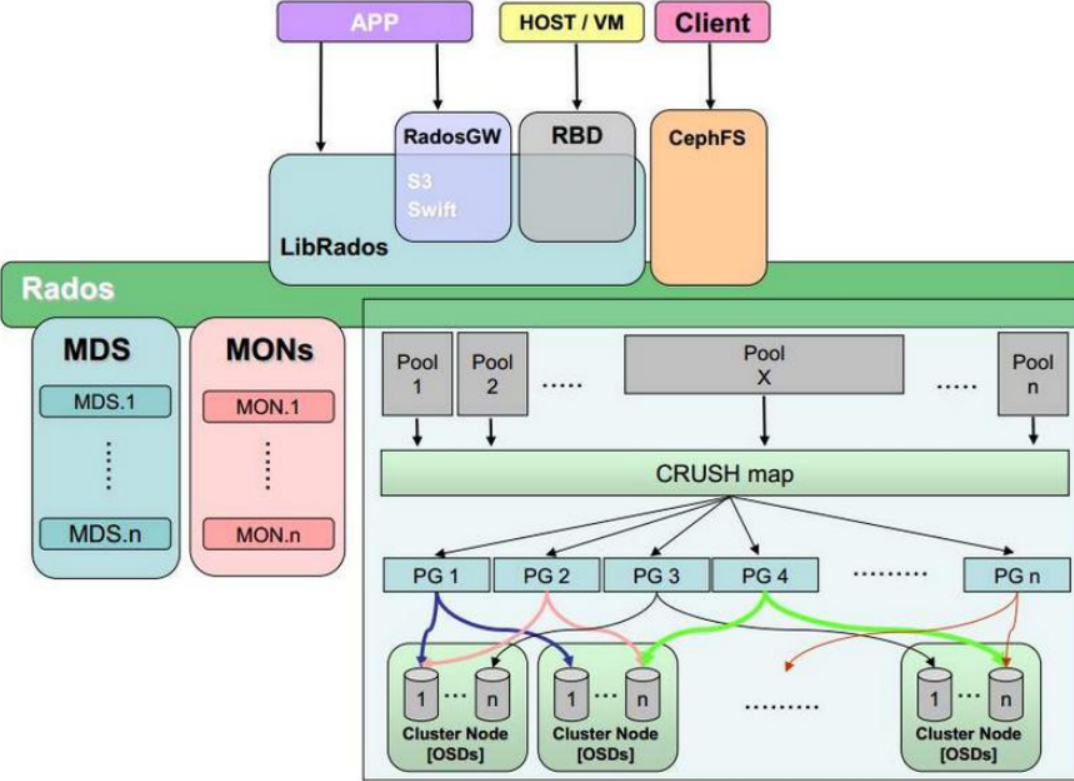 APP
HOST / VM
Client
RadosGW
S3
Swift
RBD
CephFS
LibRados
Rados
MDS
MDS.1
MDS.n
MONs
MON.1
MON.n
Pool
1
Pool
2
.....
Pool
X
.....
Pool
n
CRUSH map
PG 1
PG 2
PG 3
PG 4
.........
PG n
1
...
n
Cluster Node
[OSDs]
1
...
n
Cluster Node
[OSDs]
.........
1
...
n
Cluster Node
[OSDs]